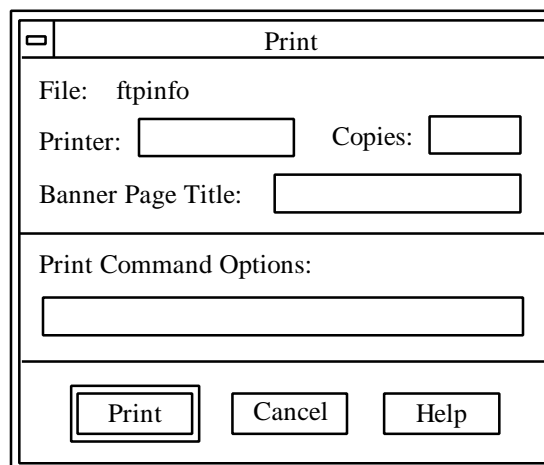 Print
File: ftpinfo
Printer: Copies:
Banner Page Title:
Print Command Options:
Print Cancel Help